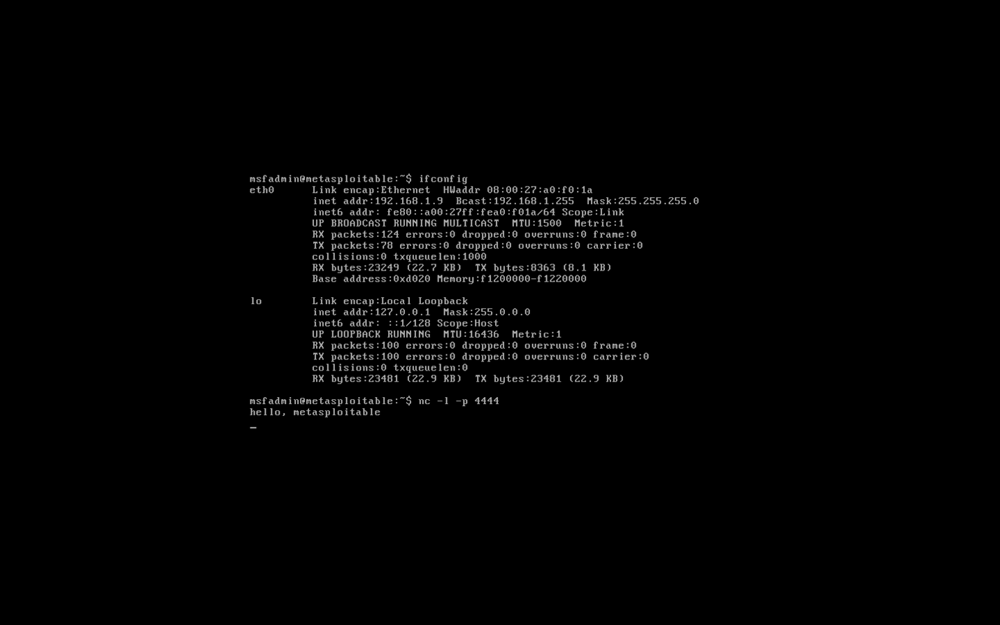 msfadmin@metasploitable:~$ ifconfig
eth0      Link encap:Ethernet  HWaddr 08:00:27:a0:f0:1a
          inet addr:192.168.1.9  Bcast:192.168.1.255  Mask:255.255.255.0
          inet6 addr: fe80::a00:27ff:fea0:f01a/64 Scope:Link
          UP BROADCAST RUNNING MULTICAST  MTU:1500  Metric:1
          RX packets:124 errors:0 dropped:0 overruns:0 frame:0
          TX packets:78 errors:0 dropped:0 overruns:0 carrier:0
          collisions:0 txqueuelen:1000
          RX bytes:23249 (22.7 KB)  TX bytes:8363 (8.1 KB)
          Base address:0xd020 Memory:f1200000-f1220000
lo        Link encap:Local Loopback
          inet addr:127.0.0.1  Mask:255.0.0.0
          inet6 addr: ::1/128 Scope:Host
          UP LOOPBACK RUNNING  MTU:16436  Metric:1
          RX packets:100 errors:0 dropped:0 overruns:0 frame:0
          TX packets:100 errors:0 dropped:0 overruns:0 carrier:0
          collisions:0 txqueuelen:0
          RX bytes:23481 (22.9 KB)  TX bytes:23481 (22.9 KB)
msfadmin@metasploitable:~$ nc -l -p 4444
hello, metasploitable